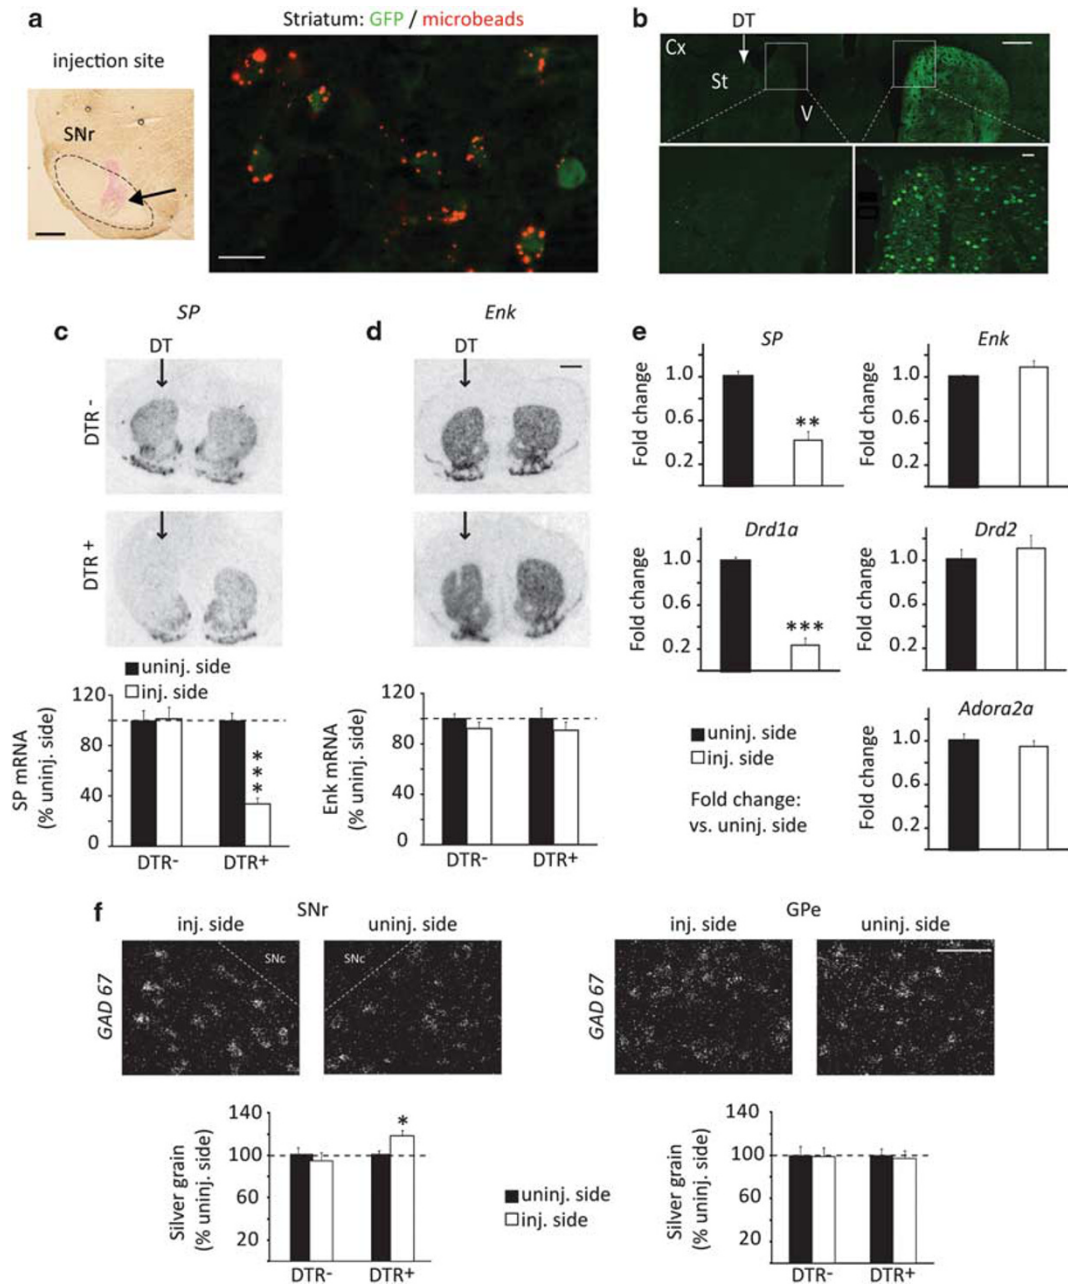 a
Striatum: GFP / microbeads
injection site
SNr
b
DT
Cx
St
V
c
SP
DT
DTR -
DTR +
uninj. side
inj. side
120
80
40
0
SP mRNA
(% uninj. side)
***
DTR-
DTR+
d
Enk
DT
120
80
40
0
Enk mRNA
(% uninj. side)
DTR-
DTR+
e
SP
Fold change
1.0
0.6
0.2
**
Enk
Fold change
1.0
0.6
0.2
Drd1a
Fold change
1.0
0.6
0.2
***
Drd2
Fold change
1.0
0.6
0.2
uninj. side
inj. side
Fold change:
vs. uninj. side
Adora2a
Fold change
1.0
0.6
0.2
f
SNr
inj. side
uninj. side
GAD 67
SNc
SNc
GPe
inj. side
uninj. side
GAD 67
Silver grain
(% uninj. side)
140
100
60
20
*
DTR-
DTR+
uninj. side
inj. side
Silver grain
(% uninj. side)
140
100
60
20
DTR-
DTR+